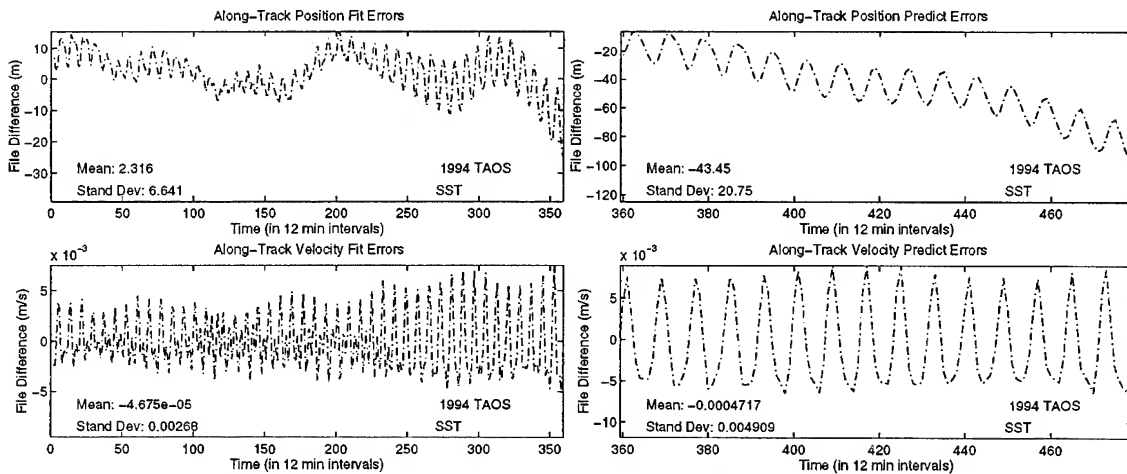 Along-Track Position Fit Errors
File Difference (m)
10
0
-10
-20
-30
Mean: 2.316
1994 TAOS
Stand Dev: 6.641
SST
0 50 100 150 200 250 300 350
Time (in 12 min intervals)
Along-Track Position Predict Errors
File Difference (m)
-20
-40
-60
-80
-100
-120
Mean: -43.45
1994 TAOS
Stand Dev: 20.75
SST
360 380 400 420 440 460
Time (in 12 min intervals)
x 10⁻³
Along-Track Velocity Fit Errors
File Difference (m/s)
5
0
-5
Mean: -4.675e-05
1994 TAOS
Stand Dev: 0.00268
SST
0 50 100 150 200 250 300 350
Time (in 12 min intervals)
x 10⁻³
Along-Track Velocity Predict Errors
File Difference (m/s)
5
0
-5
-10
Mean: -0.0004717
1994 TAOS
Stand Dev: 0.004909
SST
360 380 400 420 440 460
Time (in 12 min intervals)